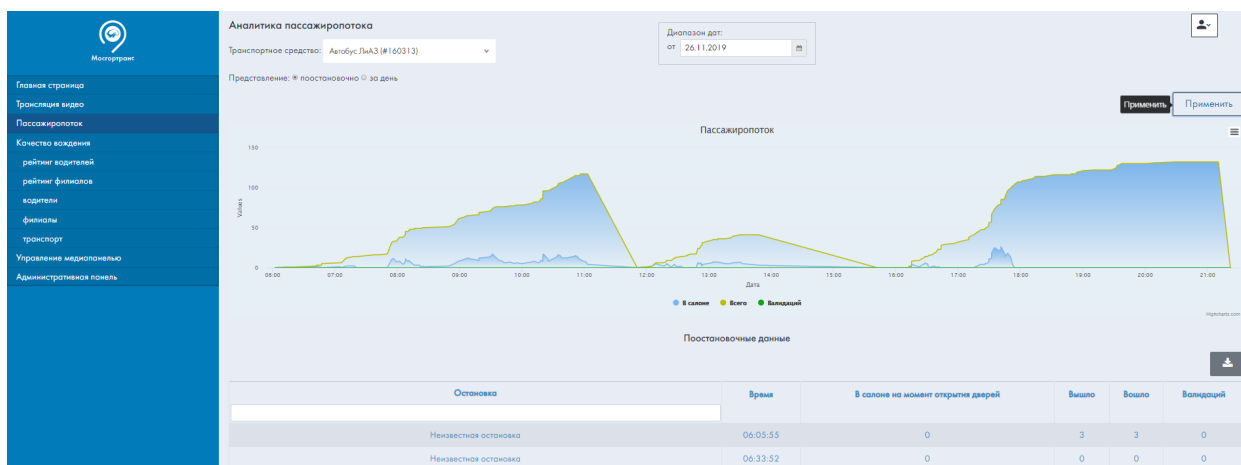 Мосгортранс
Главная страница
Трансляция видео
Пассажиропоток
Качество вождения
рейтинг водителей
рейтинг филиалов
водители
филиалы
транспорт
Управление медиапанелью
Административная панель
Аналитика пассажиропотока
Транспортное средство: Автобус ЛиАЗ (#160313)
Диапазон дат:
от 26.11.2019
Представление: поостановочно за день
Применить Применить
Пассажиропоток
150
100
50
0
Values
06:00 07:00 08:00 09:00 10:00 11:00 12:00 13:00 14:00 15:00 16:00 17:00 18:00 19:00 20:00 21:00
Дата
В салоне Всего Валидаций
Highcharts.com
Поостановочные данные
Остановка Время В салоне на момент открытия дверей Вышло Вошло Валидаций
Неизвестная остановка 06:05:55 0 3 3 0
Неизвестная остановка 06:33:52 0 0 0 0